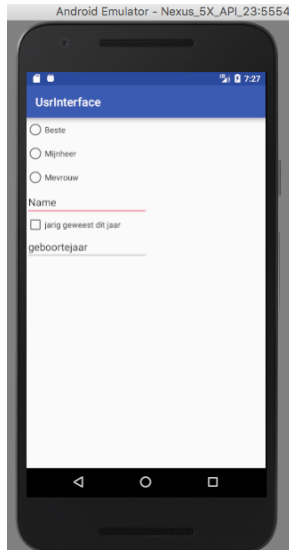 Android Emulator - Nexus_5X_API_23:5554
7:27
UsrInterface
Beste
Mijnheer
Mevrouw
Name
jarig geweest dit jaar
geboortejaar